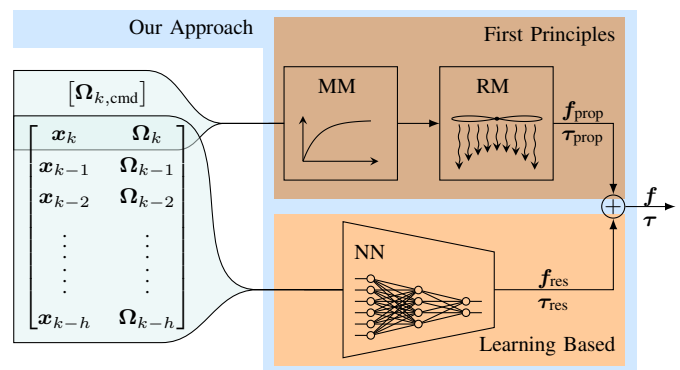 Our Approach
First Principles
[Ω_{k,cmd}]
MM
RM
x_k Ω_k
x_{k−1} Ω_{k−1}
x_{k−2} Ω_{k−2}
⋮ ⋮
x_{k−h} Ω_{k−h}
f_prop
τ_prop
+
f
τ
NN
f_res
τ_res
Learning Based